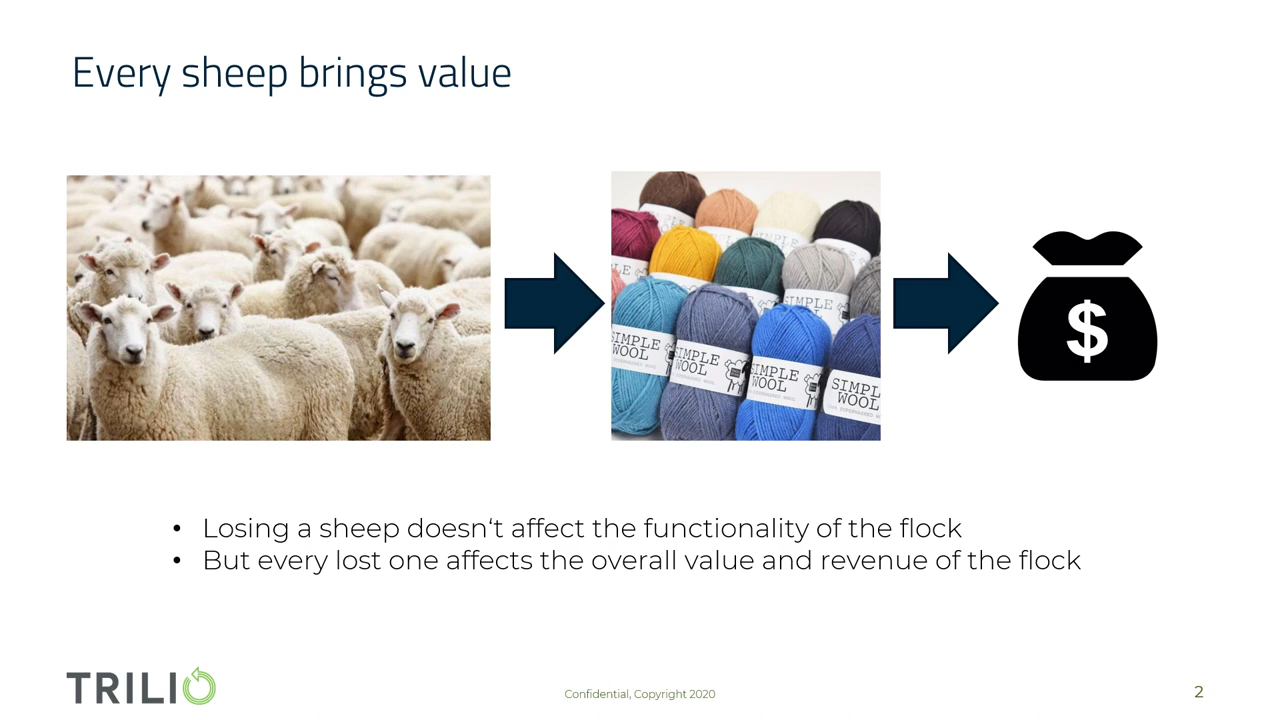 Every sheep brings value
SIMPLE
SIMPLE
WOOL
SIMPLE
WOOL
SIMPLE
WOOL
SIMPLE
WOOL
$
• Losing a sheep doesn‘t affect the functionality of the flock
• But every lost one affects the overall value and revenue of the flock
TRILIO
Confidential, Copyright 2020
2